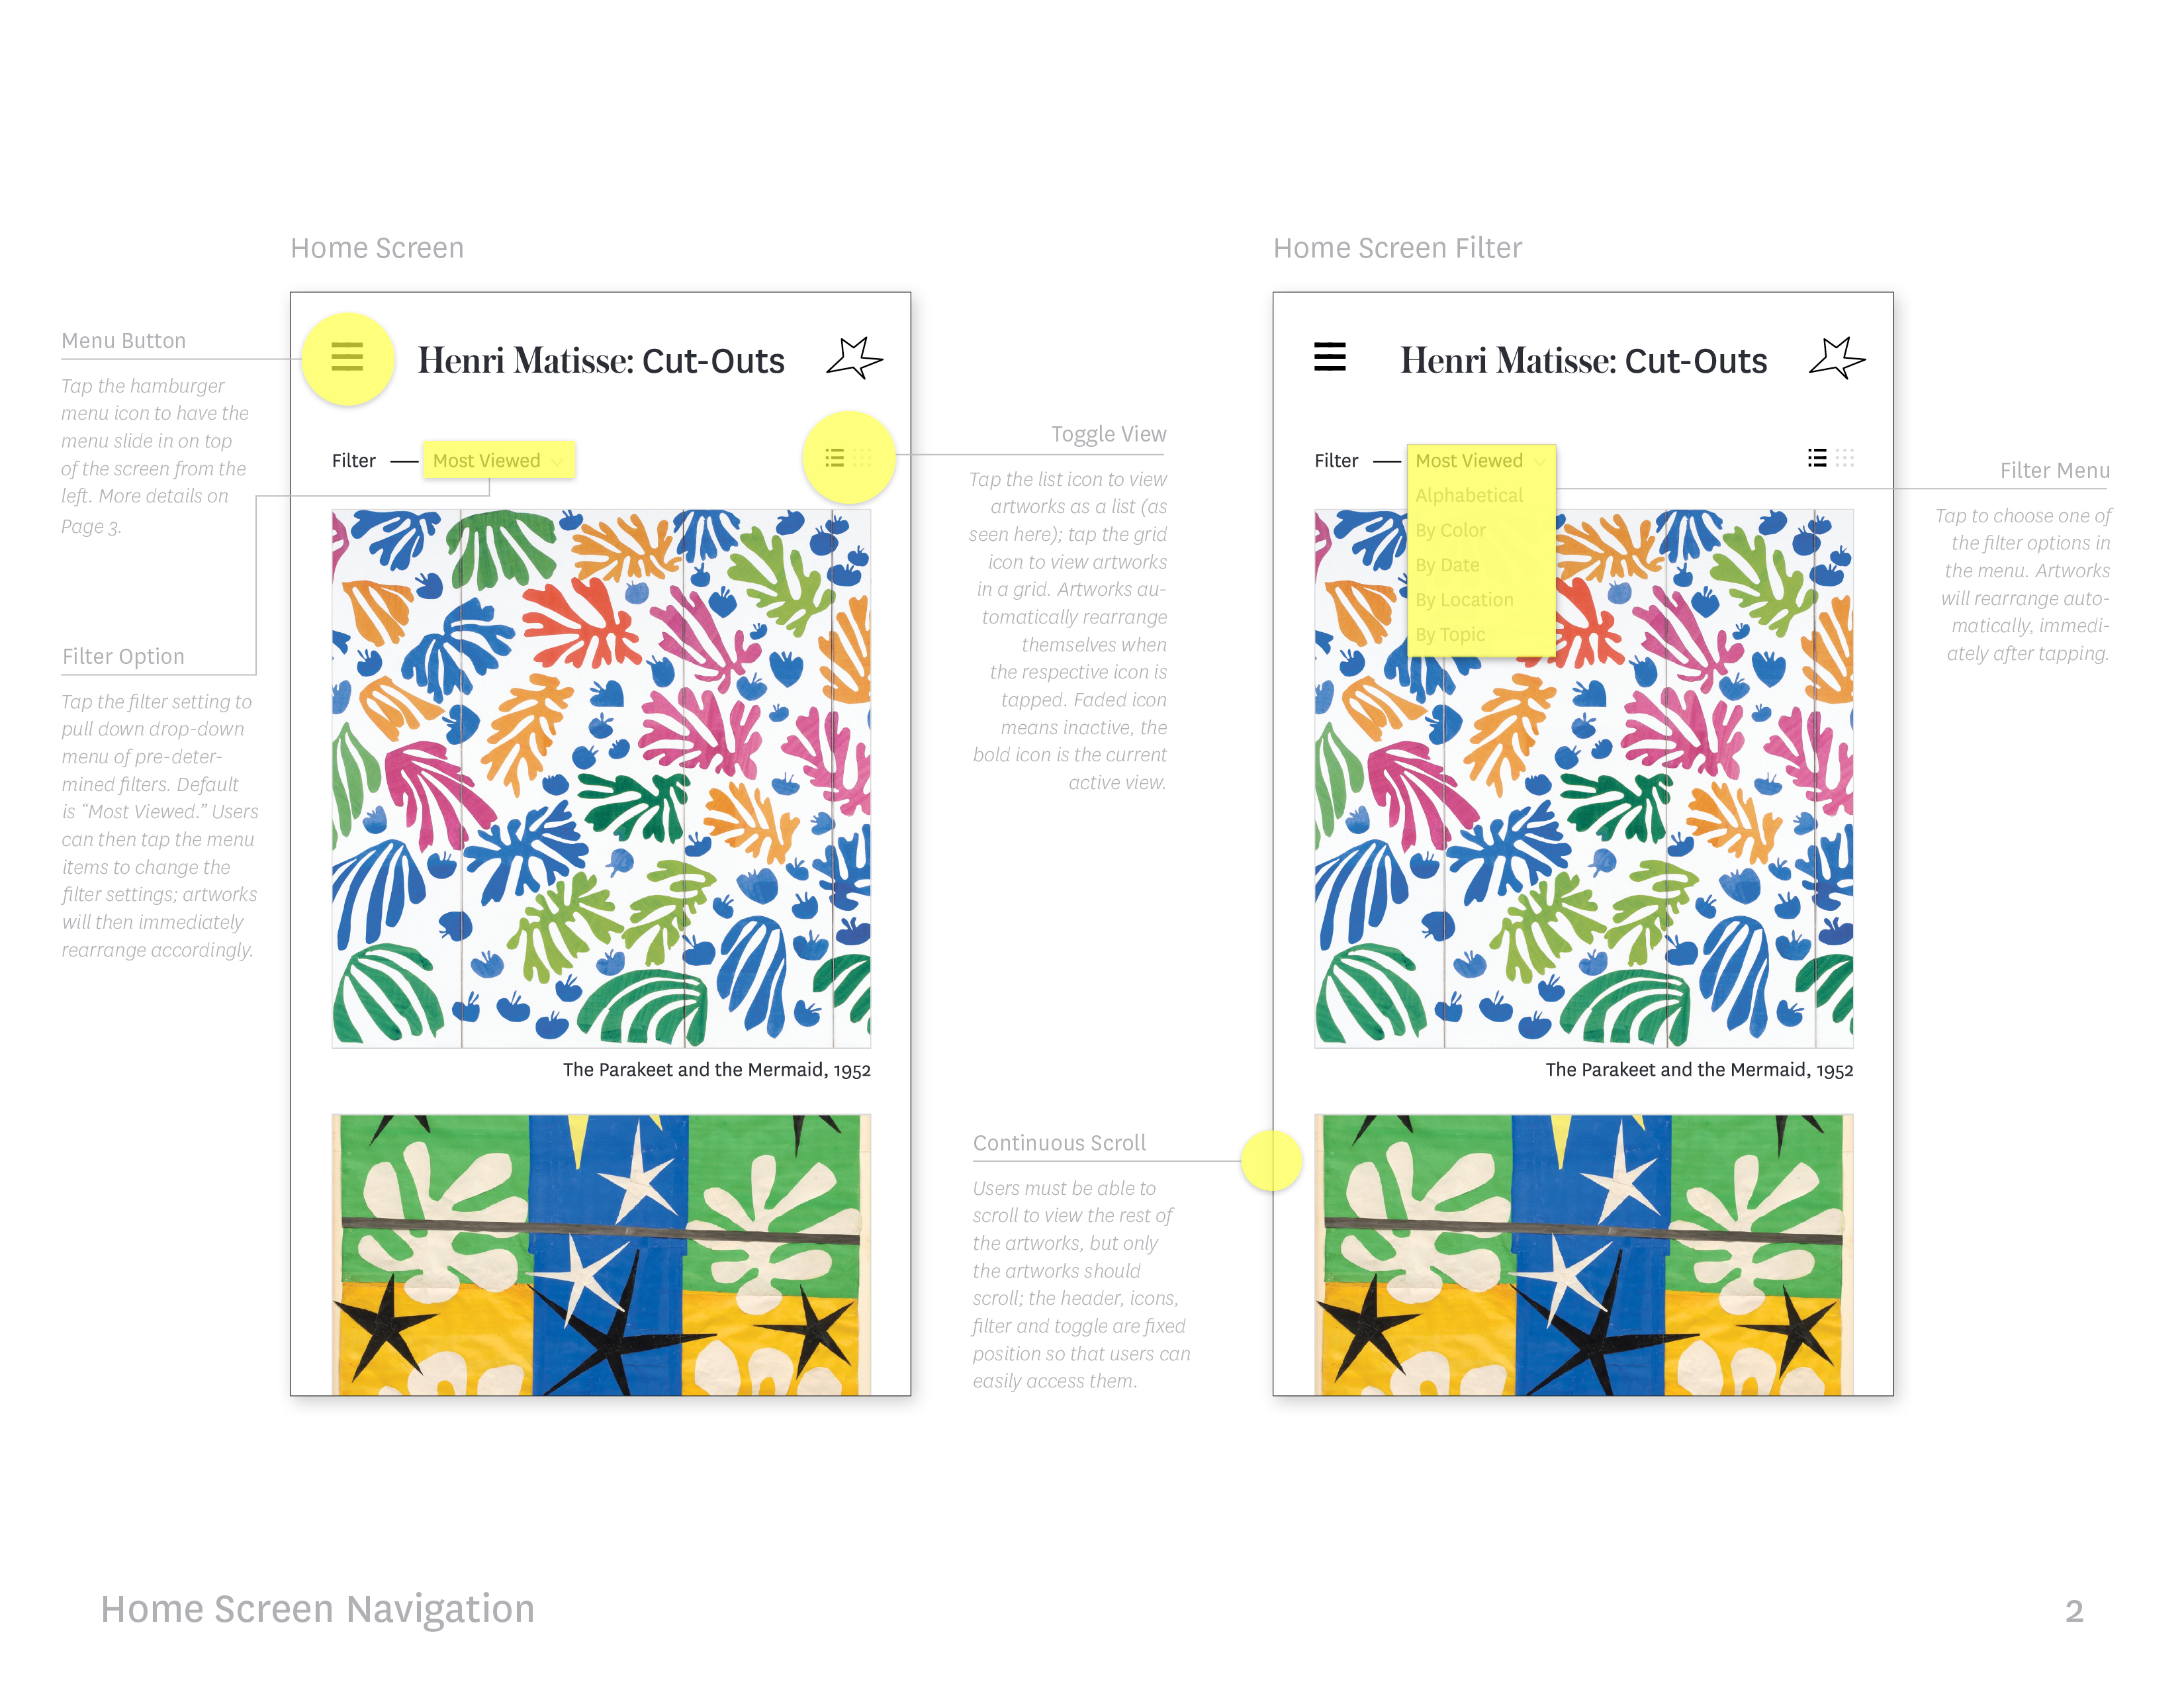 Home Screen
Menu Button
Tap the hamburger
menu icon to have the
menu slide in on top
of the screen from the
left. More details on
Page 3.
Filter Option
Tap the filter setting to
pull down drop-down
menu of pre-deter-
mined filters. Default
is “Most Viewed.” Users
can then tap the menu
items to change the
filter settings; artworks
will then immediately
rearrange accordingly.
Henri Matisse: Cut-Outs
Filter — Most Viewed
The Parakeet and the Mermaid, 1952
Toggle View
Tap the list icon to view
artworks as a list (as
seen here); tap the grid
icon to view artworks
in a grid. Artworks au-
tomatically rearrange
themselves when
the respective icon is
tapped. Faded icon
means inactive, the
bold icon is the current
active view.
Continuous Scroll
Users must be able to
scroll to view the rest of
the artworks, but only
the artworks should
scroll; the header, icons,
filter and toggle are fixed
position so that users can
easily access them.
Home Screen Filter
Henri Matisse: Cut-Outs
Filter — Most Viewed
Alphabetical
By Color
By Date
By Location
By Topic
The Parakeet and the Mermaid, 1952
Filter Menu
Tap to choose one of
the filter options in
the menu. Artworks
will rearrange auto-
matically, immedi-
ately after tapping.
Home Screen Navigation
2